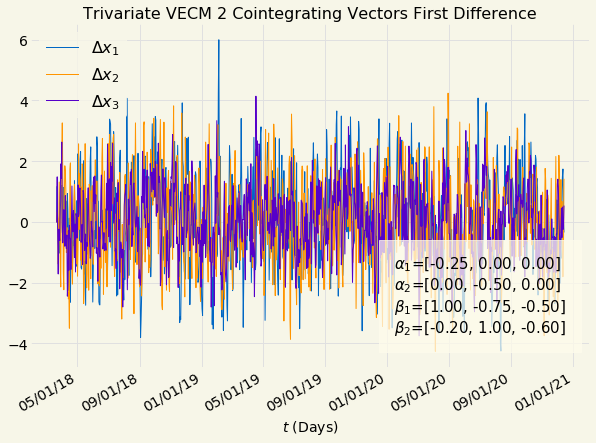 Trivariate VECM 2 Cointegrating Vectors First Difference
Δx₁
Δx₂
Δx₃
6
4
2
0
−2
−4
α₁=[-0.25, 0.00, 0.00]
α₂=[0.00, -0.50, 0.00]
β₁=[1.00, -0.75, -0.50]
β₂=[-0.20, 1.00, -0.60]
05/01/18 09/01/18 01/01/19 05/01/19 09/01/19 01/01/20 05/01/20 09/01/20 01/01/21
t (Days)